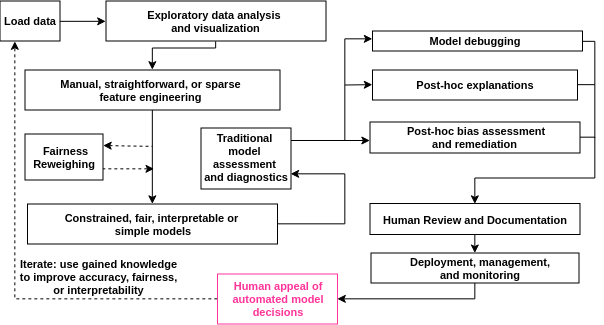 Load data
Exploratory data analysis
and visualization
Manual, straightforward, or sparse
feature engineering
Fairness
Reweighing
Traditional
model
assessment
and diagnostics
Constrained, fair, interpretable or
simple models
Model debugging
Post-hoc explanations
Post-hoc bias assessment
and remediation
Human Review and Documentation
Deployment, management,
and monitoring
Human appeal of
automated model
decisions
Iterate: use gained knowledge
to improve accuracy, fairness,
or interpretability